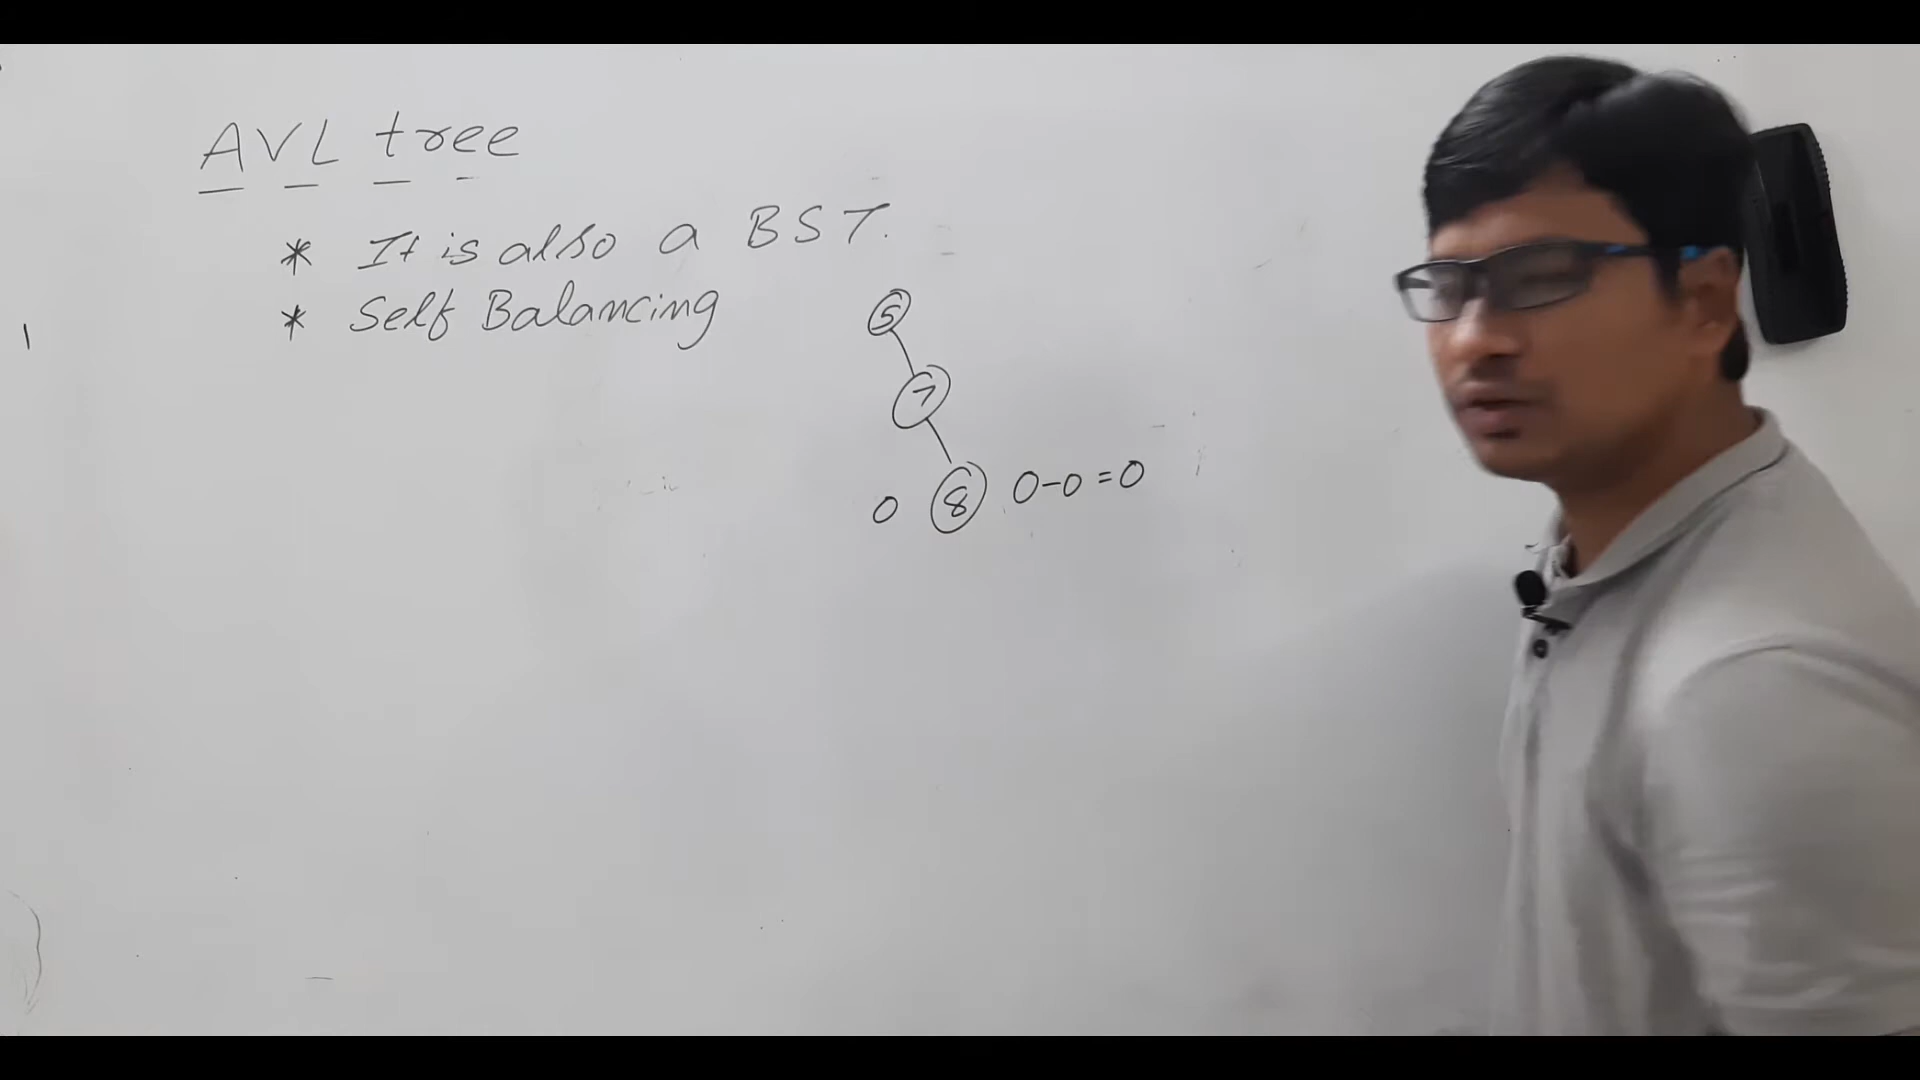 AVL tree
* It is also a BST.
* Self Balancing
5
7
0 8 0-0=0